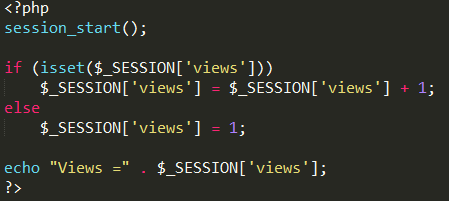 <?php
session_start();
if (isset($_SESSION['views']))
    $_SESSION['views'] = $_SESSION['views'] + 1;
else
    $_SESSION['views'] = 1;
echo "Views =" . $_SESSION['views'];
?>